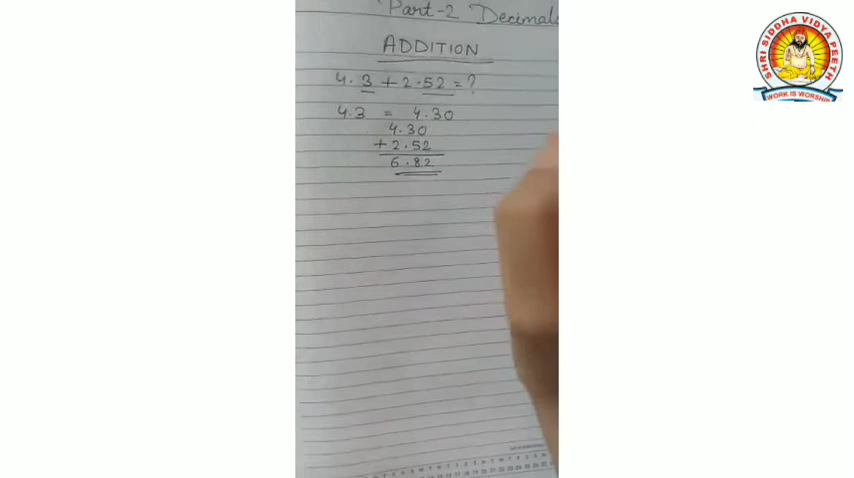 Part-2 Decimals
ADDITION
4.3 + 2.52 = ?
4.3 = 4.30
4.30
+ 2.52
6.82
SHRI SIDDHA VIDYA PEETH
WORK IS WORSHIP